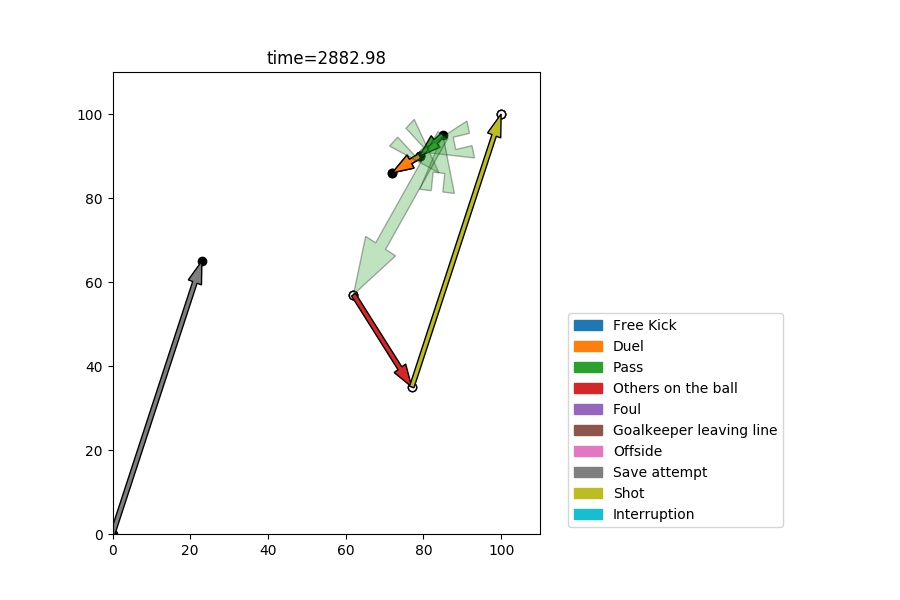 time=2882.98
100
80
60
40
20
0
0 20 40 60 80 100
Free Kick
Duel
Pass
Others on the ball
Foul
Goalkeeper leaving line
Offside
Save attempt
Shot
Interruption